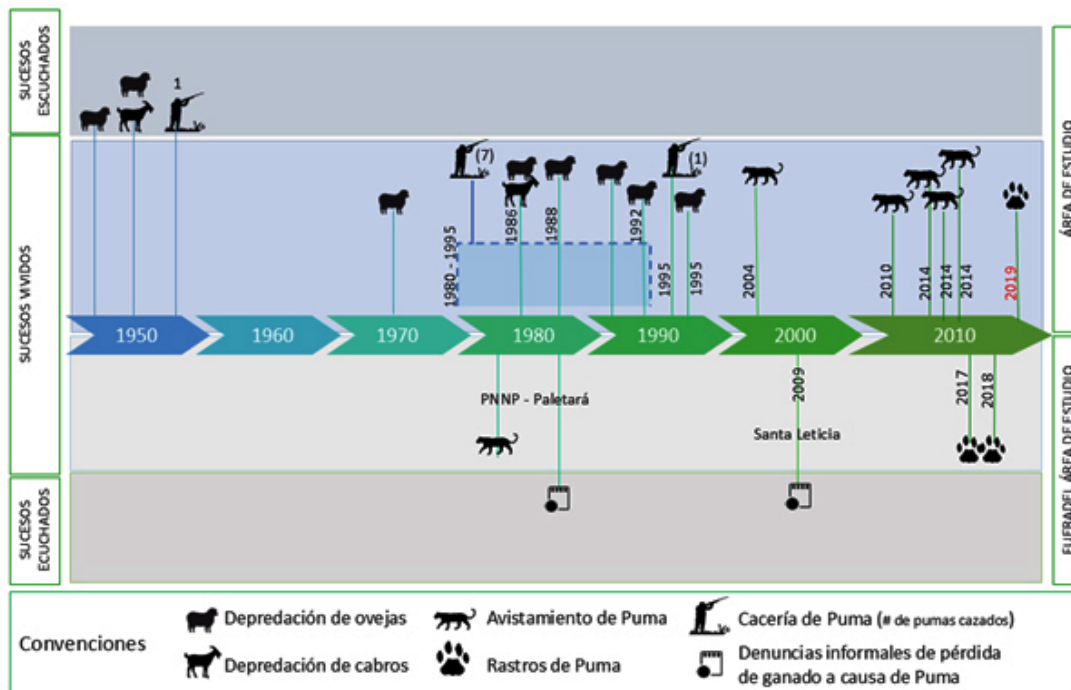 SUCESOS
ESCUCHADOS
1
ÁREA DE ESTUDIO
SUCESOS VIVIDOS
(7)
(1)
1980 - 1995
1986
1988
1992
1995
1995
2004
2010
2014
2014
2014
2019
1950
1960
1970
1980
1990
2000
2010
PNNP - Paletará
2009
Santa Leticia
2017
2018
FUERADEL ÁREA DE ESTUDIO
SUCESOS
ECUCHADOS
Convenciones
Depredación de ovejas
Avistamiento de Puma
Cacería de Puma (# de pumas cazados)
Depredación de cabros
Rastros de Puma
Denuncias informales de pérdida
de ganado a causa de Puma